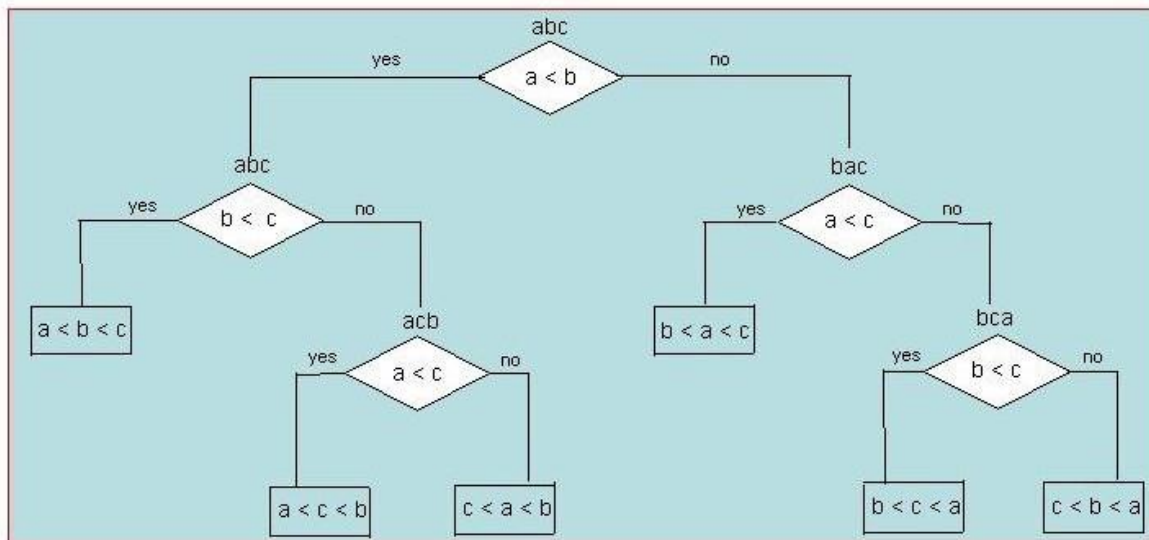 abc
yes
a < b
no
abc
bac
yes
b < c
no
yes
a < c
no
a < b < c
acb
b < a < c
bca
yes
a < c
no
yes
b < c
no
a < c < b
c < a < b
b < c < a
c < b < a